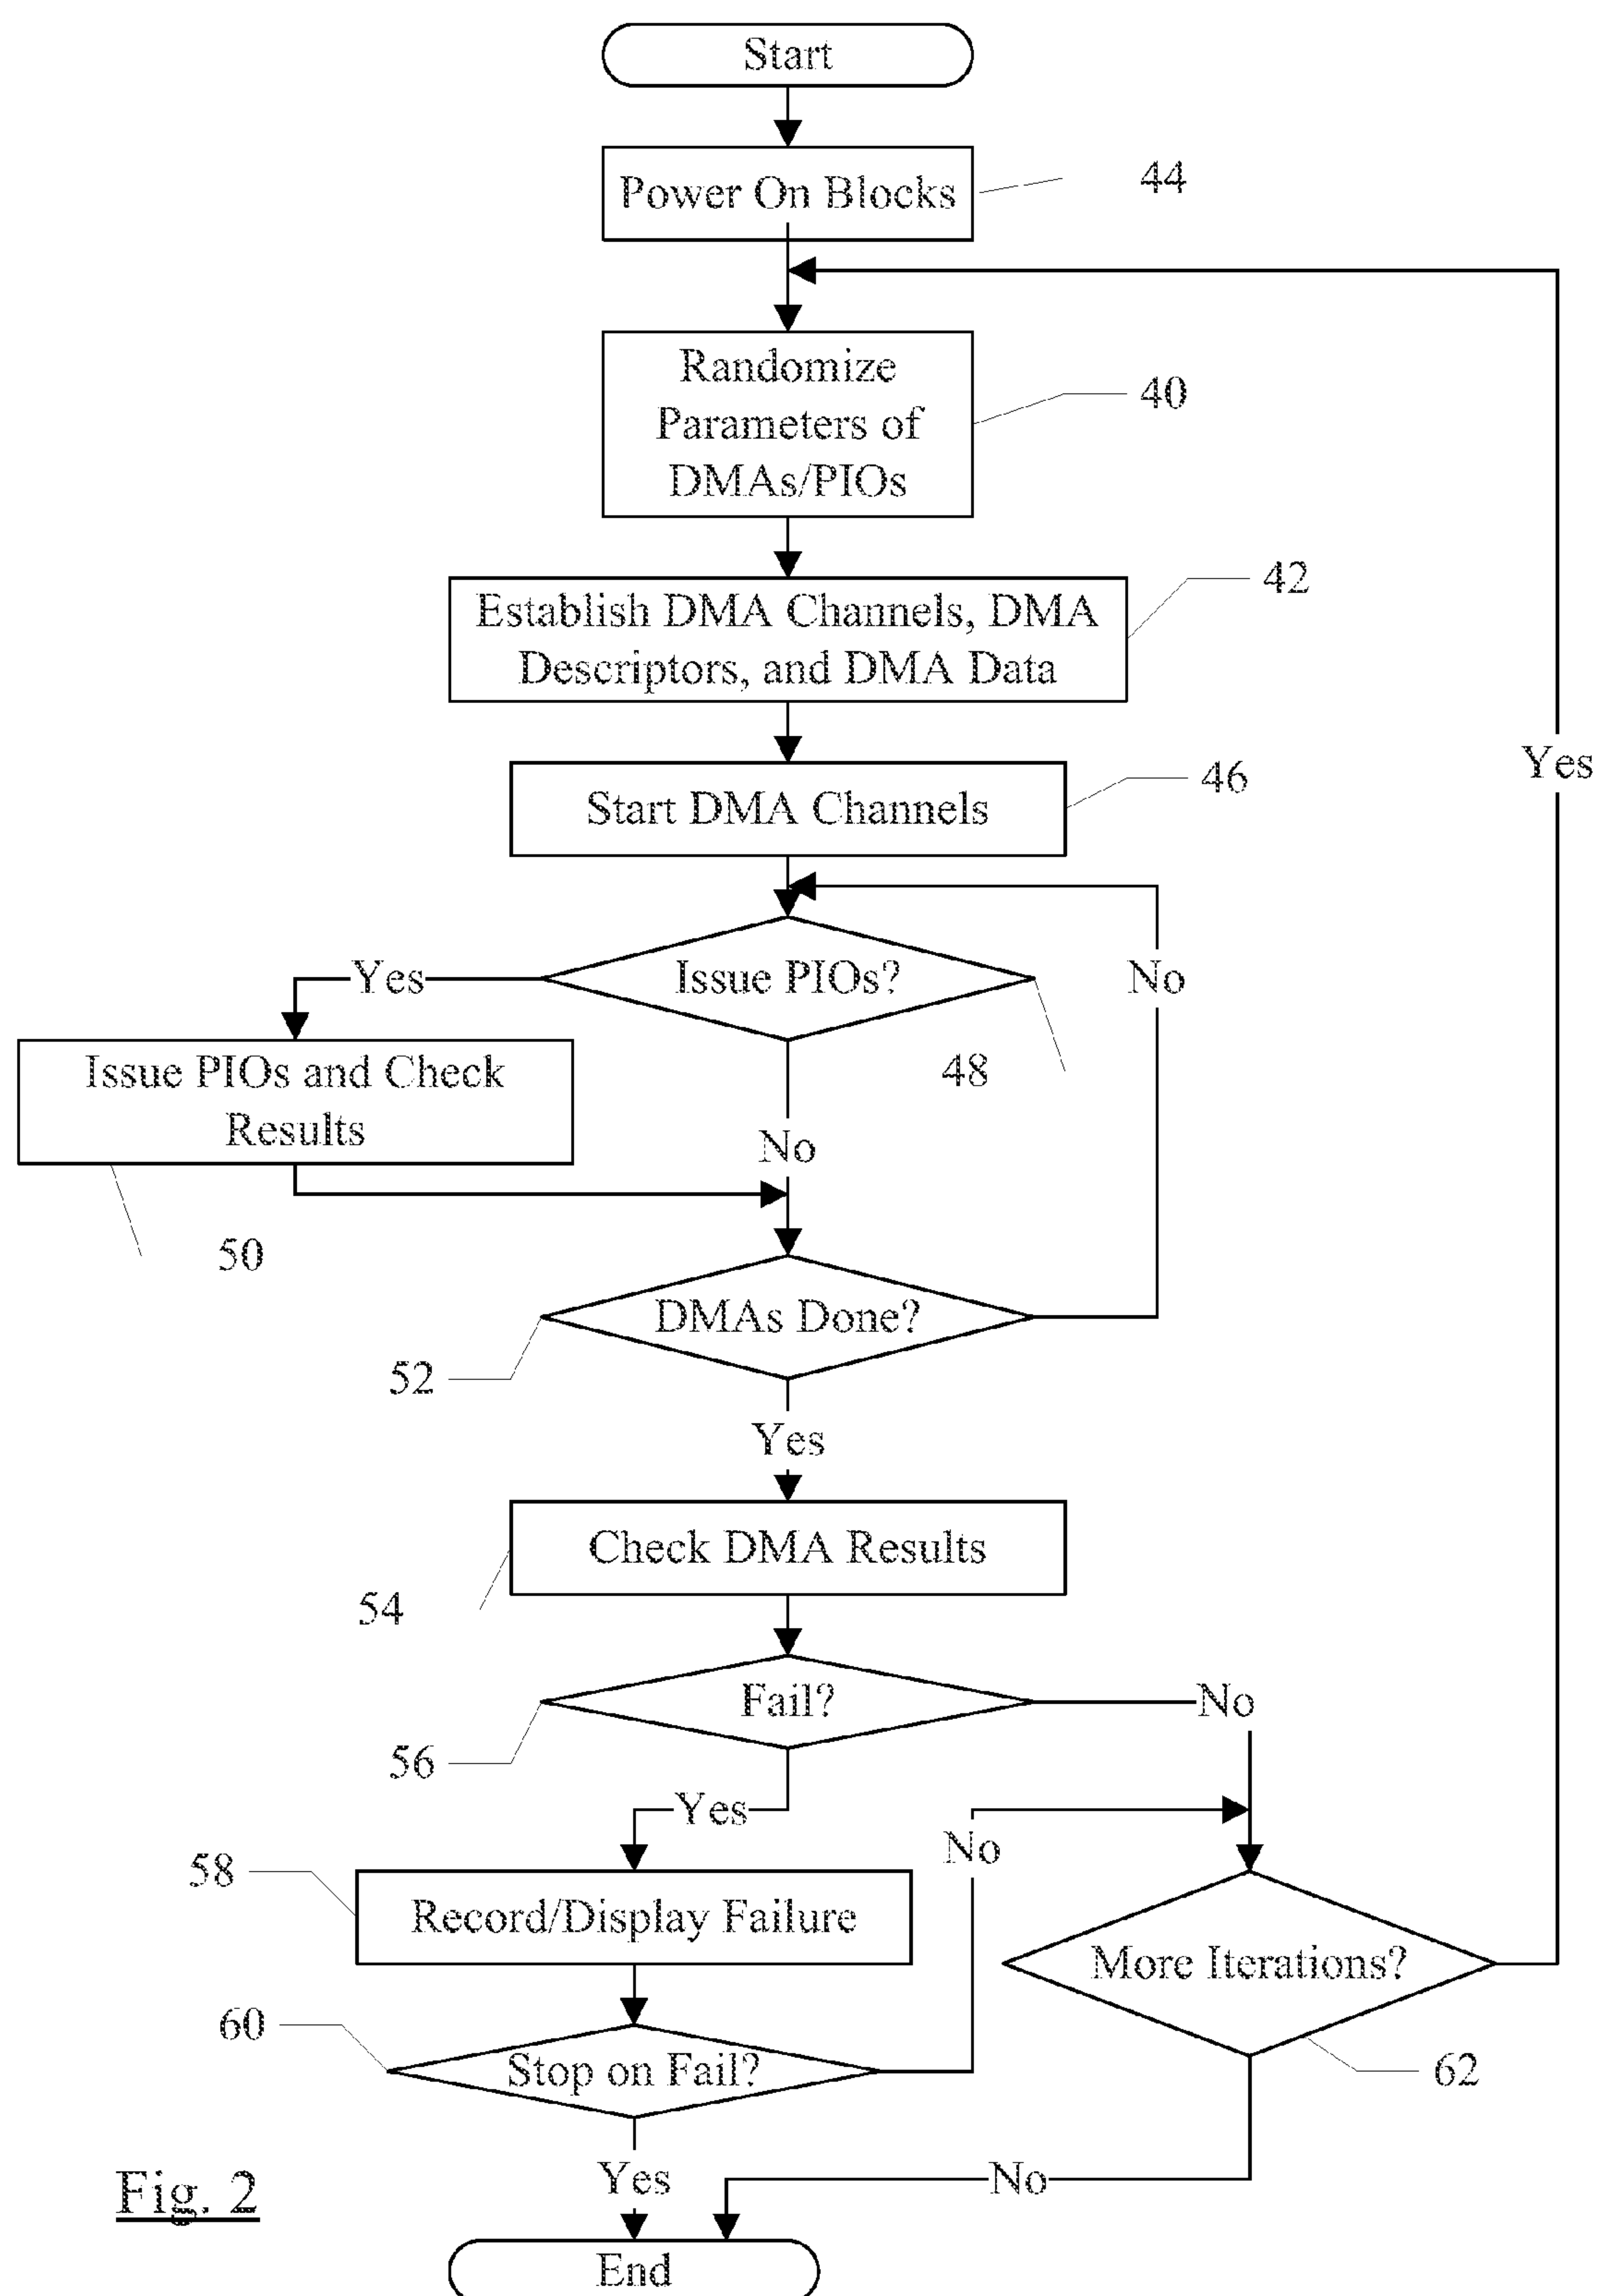 Start
Power On Blocks
44
Randomize
Parameters of
DMAs/PIOs
40
Establish DMA Channels, DMA
Descriptors, and DMA Data
42
Start DMA Channels
46
Yes
Issue PIOs?
Yes
No
48
Issue PIOs and Check
Results
50
No
DMAs Done?
52
Yes
Check DMA Results
54
Fail?
No
56
Yes
No
58
Record/Display Failure
More Iterations?
60
Stop on Fail?
62
Yes
No
Fig. 2
End